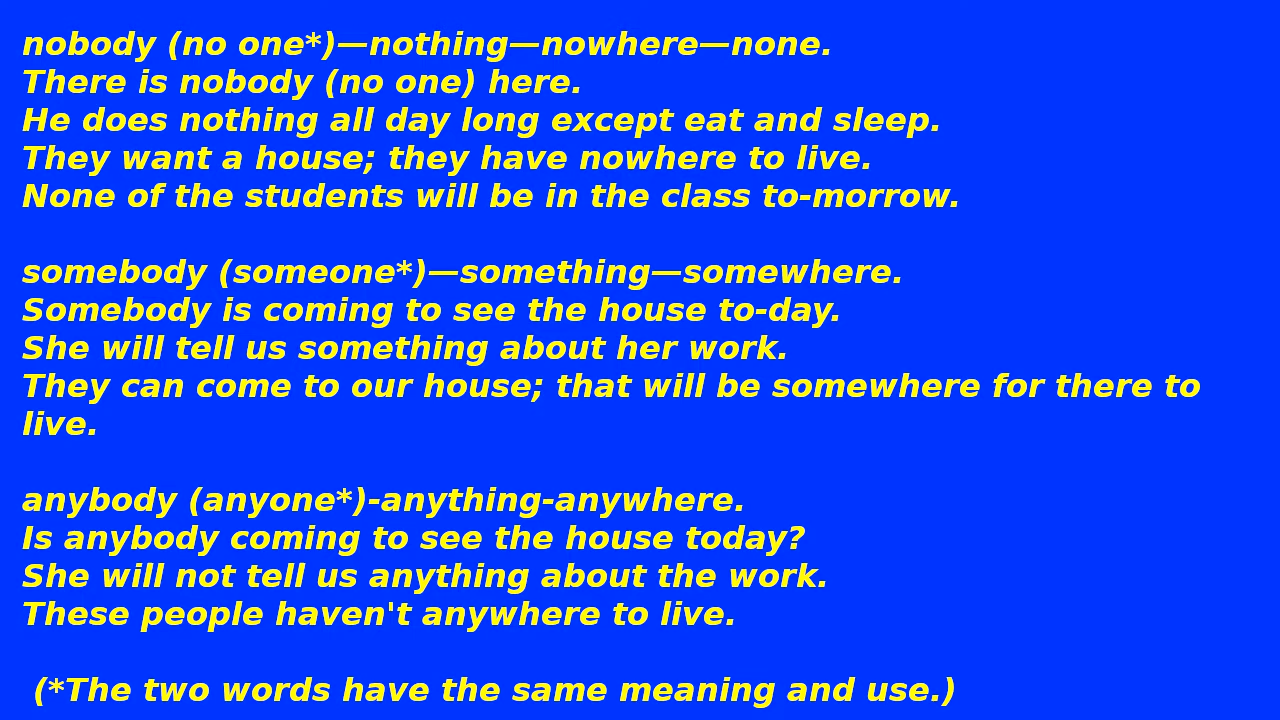 nobody (no one*)—nothing—nowhere—none.
There is nobody (no one) here.
He does nothing all day long except eat and sleep.
They want a house; they have nowhere to live.
None of the students will be in the class to-morrow.
somebody (someone*)—something—somewhere.
Somebody is coming to see the house to-day.
She will tell us something about her work.
They can come to our house; that will be somewhere for there to
live.
anybody (anyone*)-anything-anywhere.
Is anybody coming to see the house today?
She will not tell us anything about the work.
These people haven't anywhere to live.
(*The two words have the same meaning and use.)